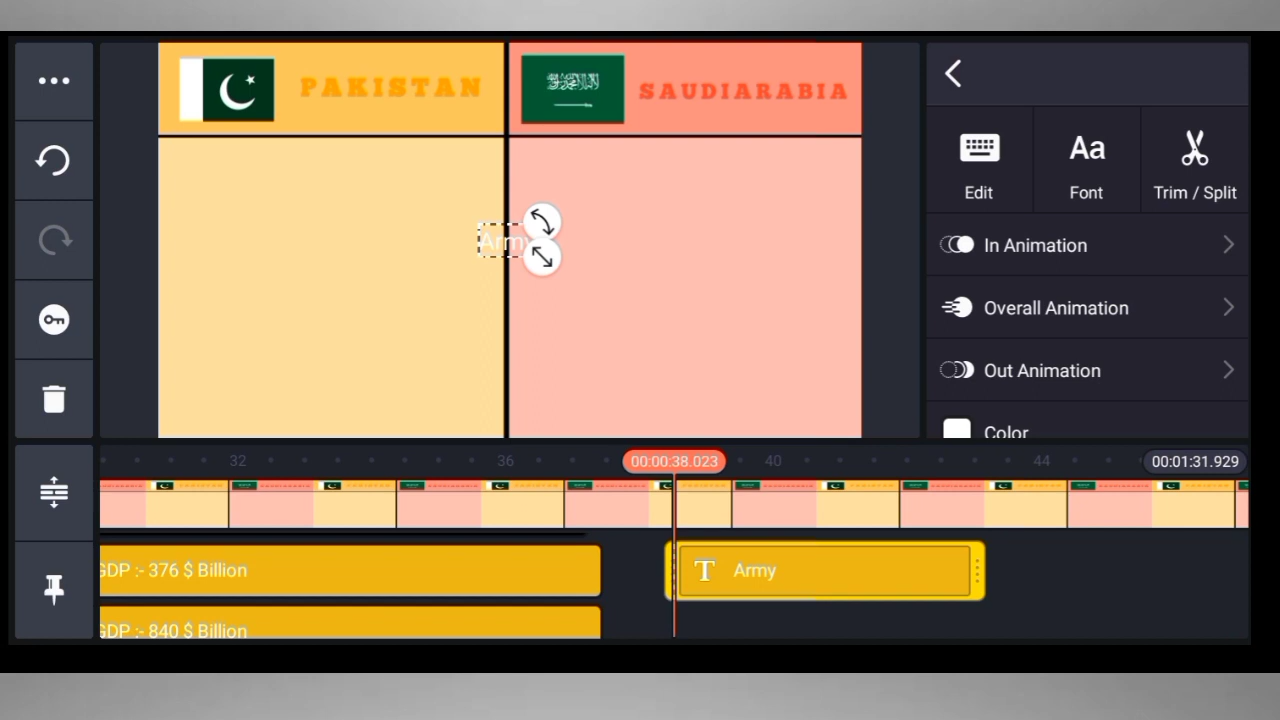 PAKISTAN
SAUDIARABIA
Army
Edit
Font
Trim / Split
In Animation
Overall Animation
Out Animation
Color
32
36
00:00:38.023
40
44
00:01:31.929
GDP :- 376 $ Billion
T Army
GDP :- 840 $ Billion